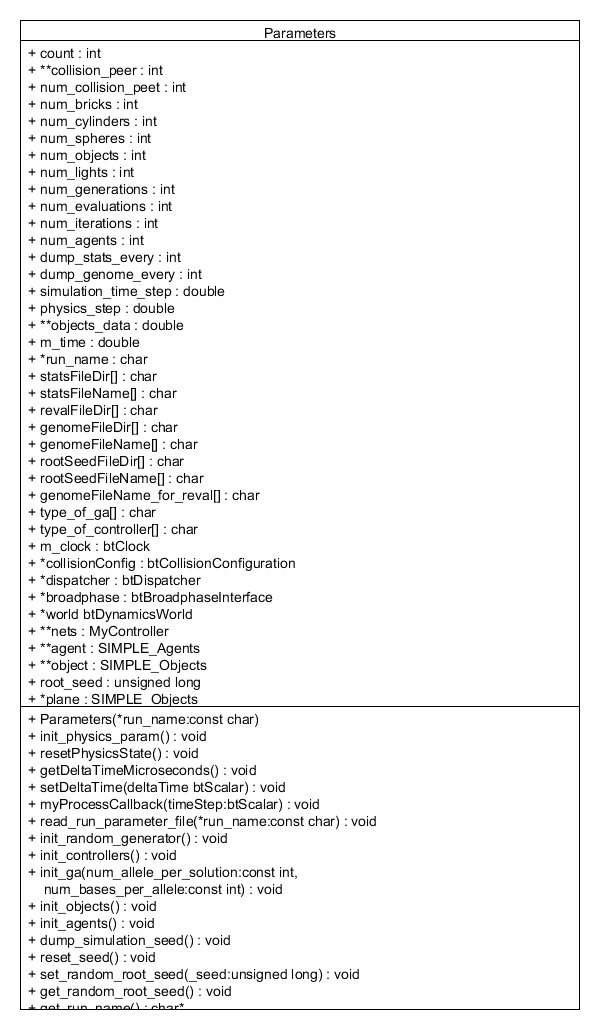 Parameters
+ count : int
+ **collision_peer : int
+ num_collision_peet : int
+ num_bricks : int
+ num_cylinders : int
+ num_spheres : int
+ num_objects : int
+ num_lights : int
+ num_generations : int
+ num_evaluations : int
+ num_iterations : int
+ num_agents : int
+ dump_stats_every : int
+ dump_genome_every : int
+ simulation_time_step : double
+ physics_step : double
+ **objects_data : double
+ m_time : double
+ *run_name : char
+ statsFileDir[] : char
+ statsFileName[] : char
+ revalFileDir[] : char
+ genomeFileDir[] : char
+ genomeFileName[] : char
+ rootSeedFileDir[] : char
+ rootSeedFileName[] : char
+ genomeFileName_for_reval[] : char
+ type_of_ga[] : char
+ type_of_controller[] : char
+ m_clock : btClock
+ *collisionConfig : btCollisionConfiguration
+ *dispatcher : btDispatcher
+ *broadphase : btBroadphaseInterface
+ *world btDynamicsWorld
+ **nets : MyController
+ **agent : SIMPLE_Agents
+ **object : SIMPLE_Objects
+ root_seed : unsigned long
+ *plane : SIMPLE_Objects
+ Parameters(*run_name:const char)
+ init_physics_param() : void
+ resetPhysicsState() : void
+ getDeltaTimeMicroseconds() : void
+ setDeltaTime(deltaTime btScalar) : void
+ myProcessCallback(timeStep:btScalar) : void
+ read_run_parameter_file(*run_name:const char) : void
+ init_random_generator() : void
+ init_controllers() : void
+ init_ga(num_allele_per_solution:const int,
num_bases_per_allele:const int) : void
+ init_objects() : void
+ init_agents() : void
+ dump_simulation_seed() : void
+ reset_seed() : void
+ set_random_root_seed(_seed:unsigned long) : void
+ get_random_root_seed() : void
+ get_run_name() : char*